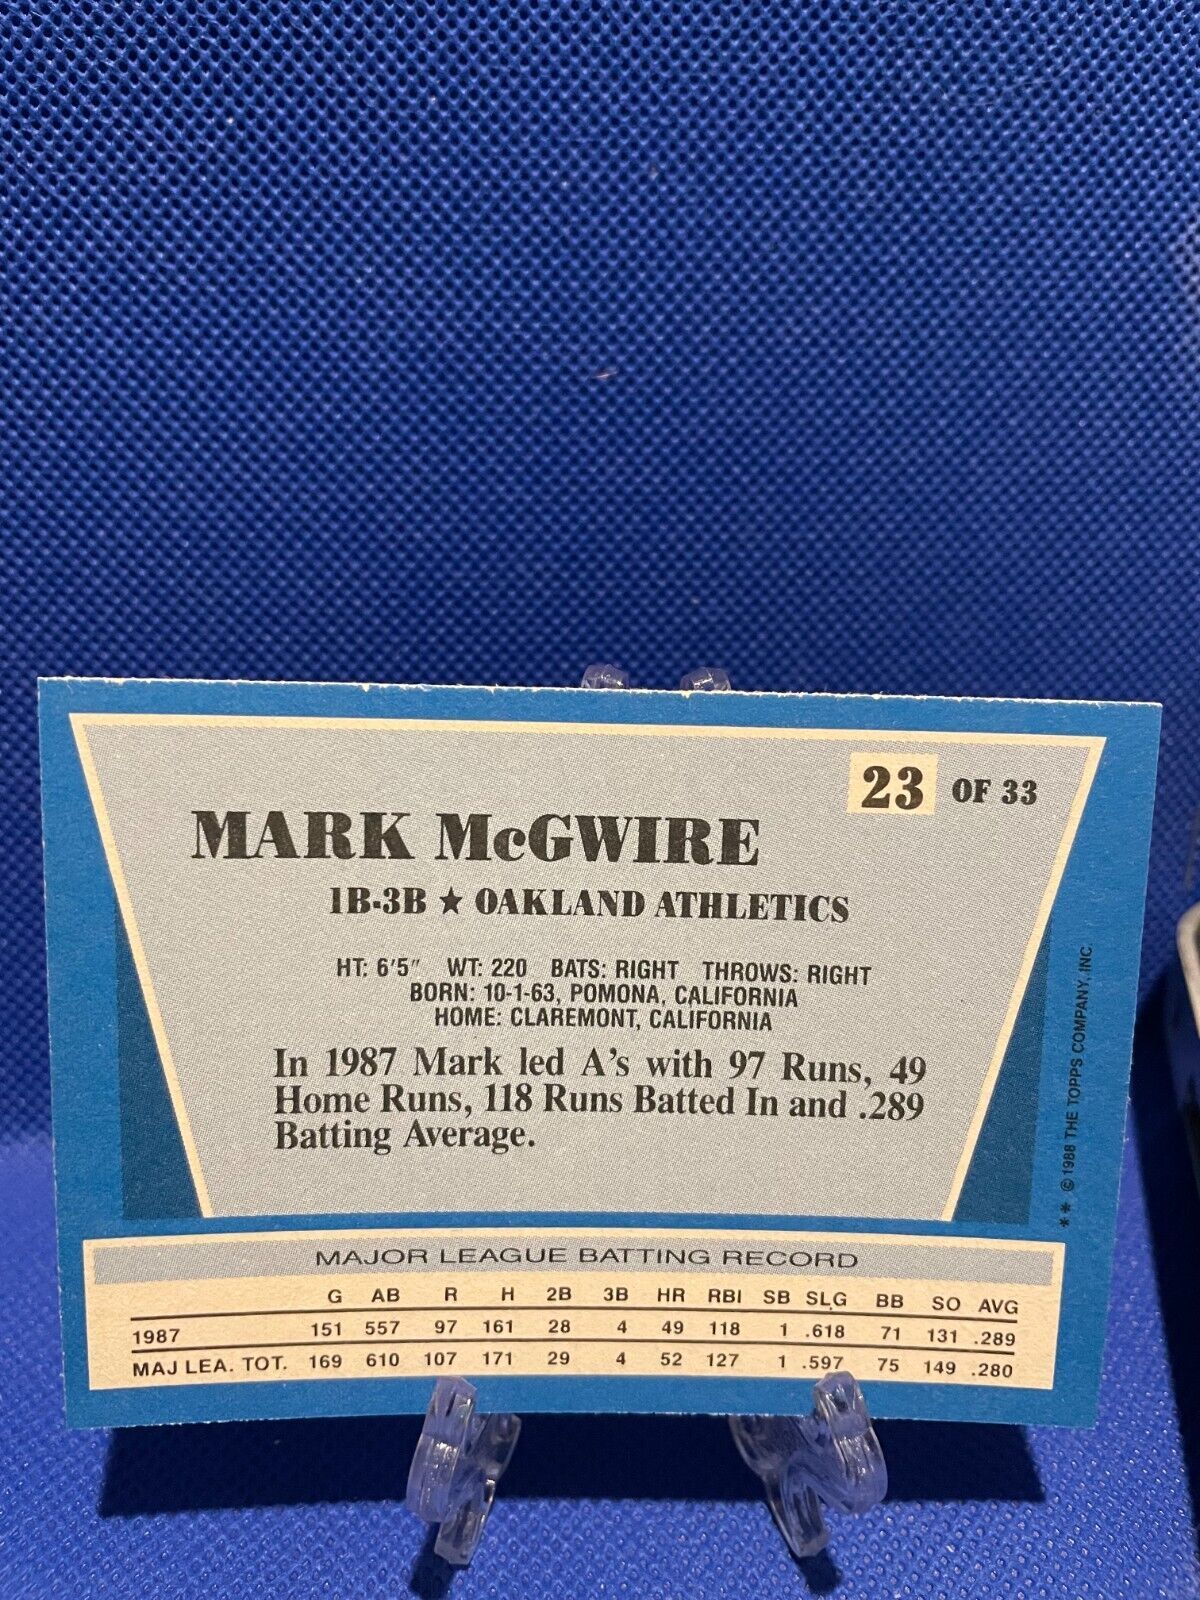 23 OF 33
MARK McGWIRE
1B-3B ★ OAKLAND ATHLETICS
HT: 6'5" WT: 220 BATS: RIGHT THROWS: RIGHT
BORN: 10-1-63, POMONA, CALIFORNIA
HOME: CLAREMONT, CALIFORNIA
In 1987 Mark led A's with 97 Runs, 49
Home Runs, 118 Runs Batted In and .289
Batting Average.
** © 1988 THE TOPPS COMPANY, INC.
MAJOR LEAGUE BATTING RECORD
G AB R H 2B 3B HR RBI SB SLG BB SO AVG
1987 151 557 97 161 28 4 49 118 1 .618 71 131 .289
MAJ LEA. TOT. 169 610 107 171 29 4 52 127 1 .597 75 149 .280